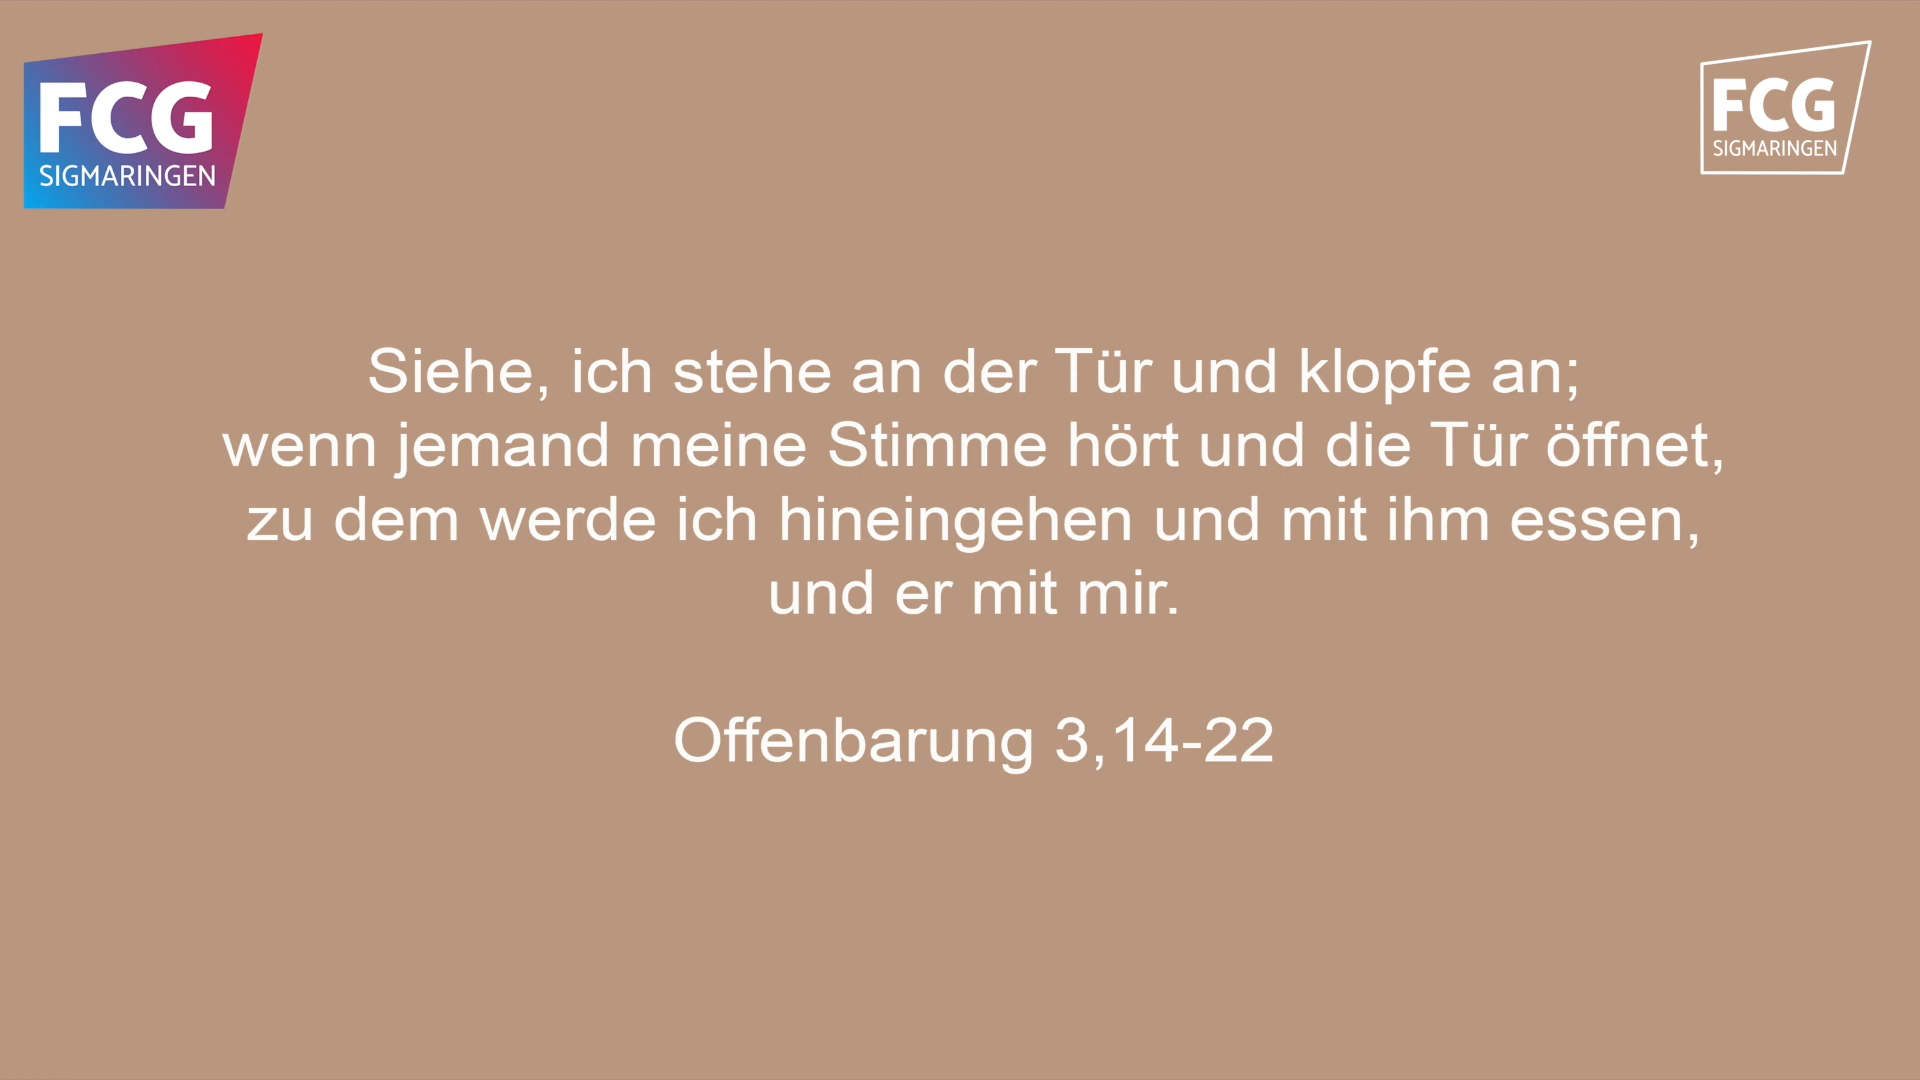 FCG
SIGMARINGEN
FCG
SIGMARINGEN
Siehe, ich stehe an der Tür und klopfe an;
wenn jemand meine Stimme hört und die Tür öffnet,
zu dem werde ich hineingehen und mit ihm essen,
und er mit mir.
Offenbarung 3,14-22